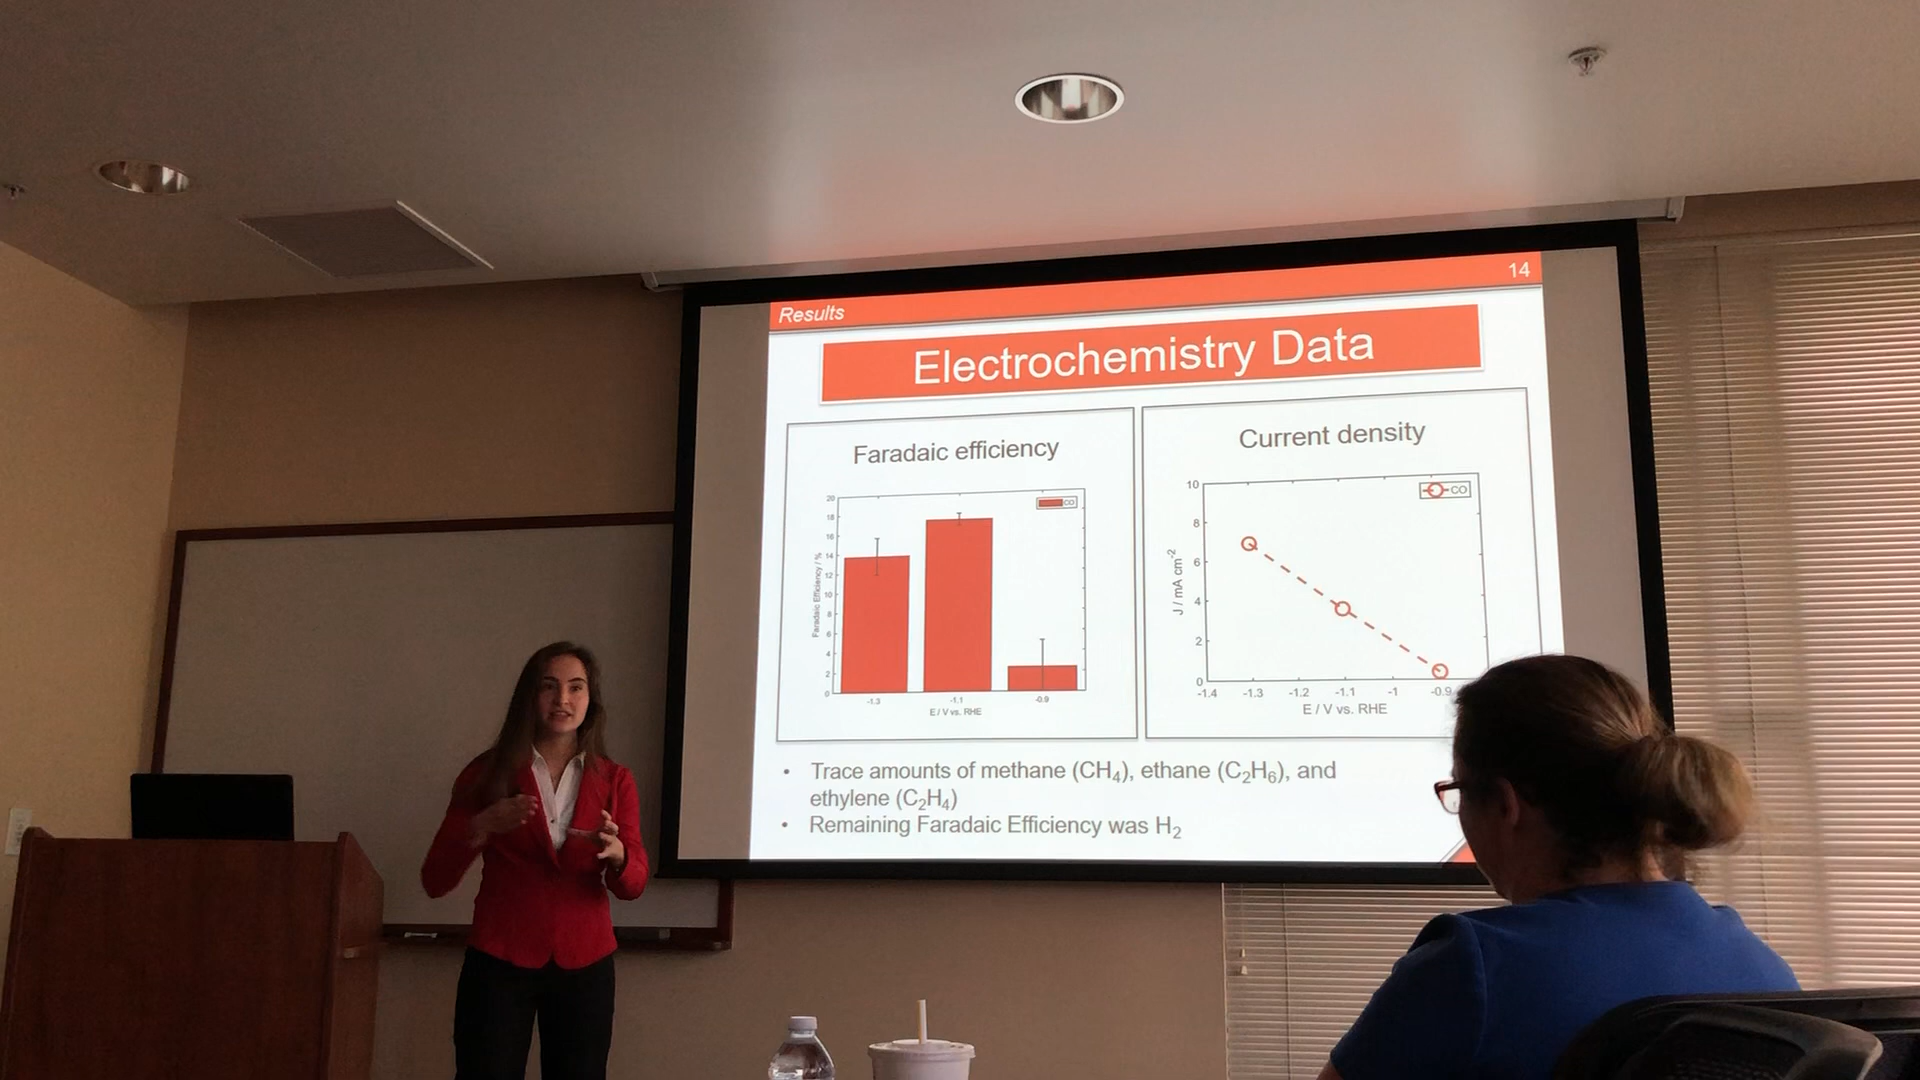 14
Results
Electrochemistry Data
Faradaic efficiency
20
18
16
14
12
10
8
6
4
2
0
Faradaic Efficiency / %
CO
-1.3
-1.1
-0.9
E / V vs. RHE
Current density
10
8
6
4
2
0
J / mA cm⁻²
CO
-1.4
-1.3
-1.2
-1.1
-1
-0.9
E / V vs. RHE
• Trace amounts of methane (CH₄), ethane (C₂H₆), and
ethylene (C₂H₄)
• Remaining Faradaic Efficiency was H₂